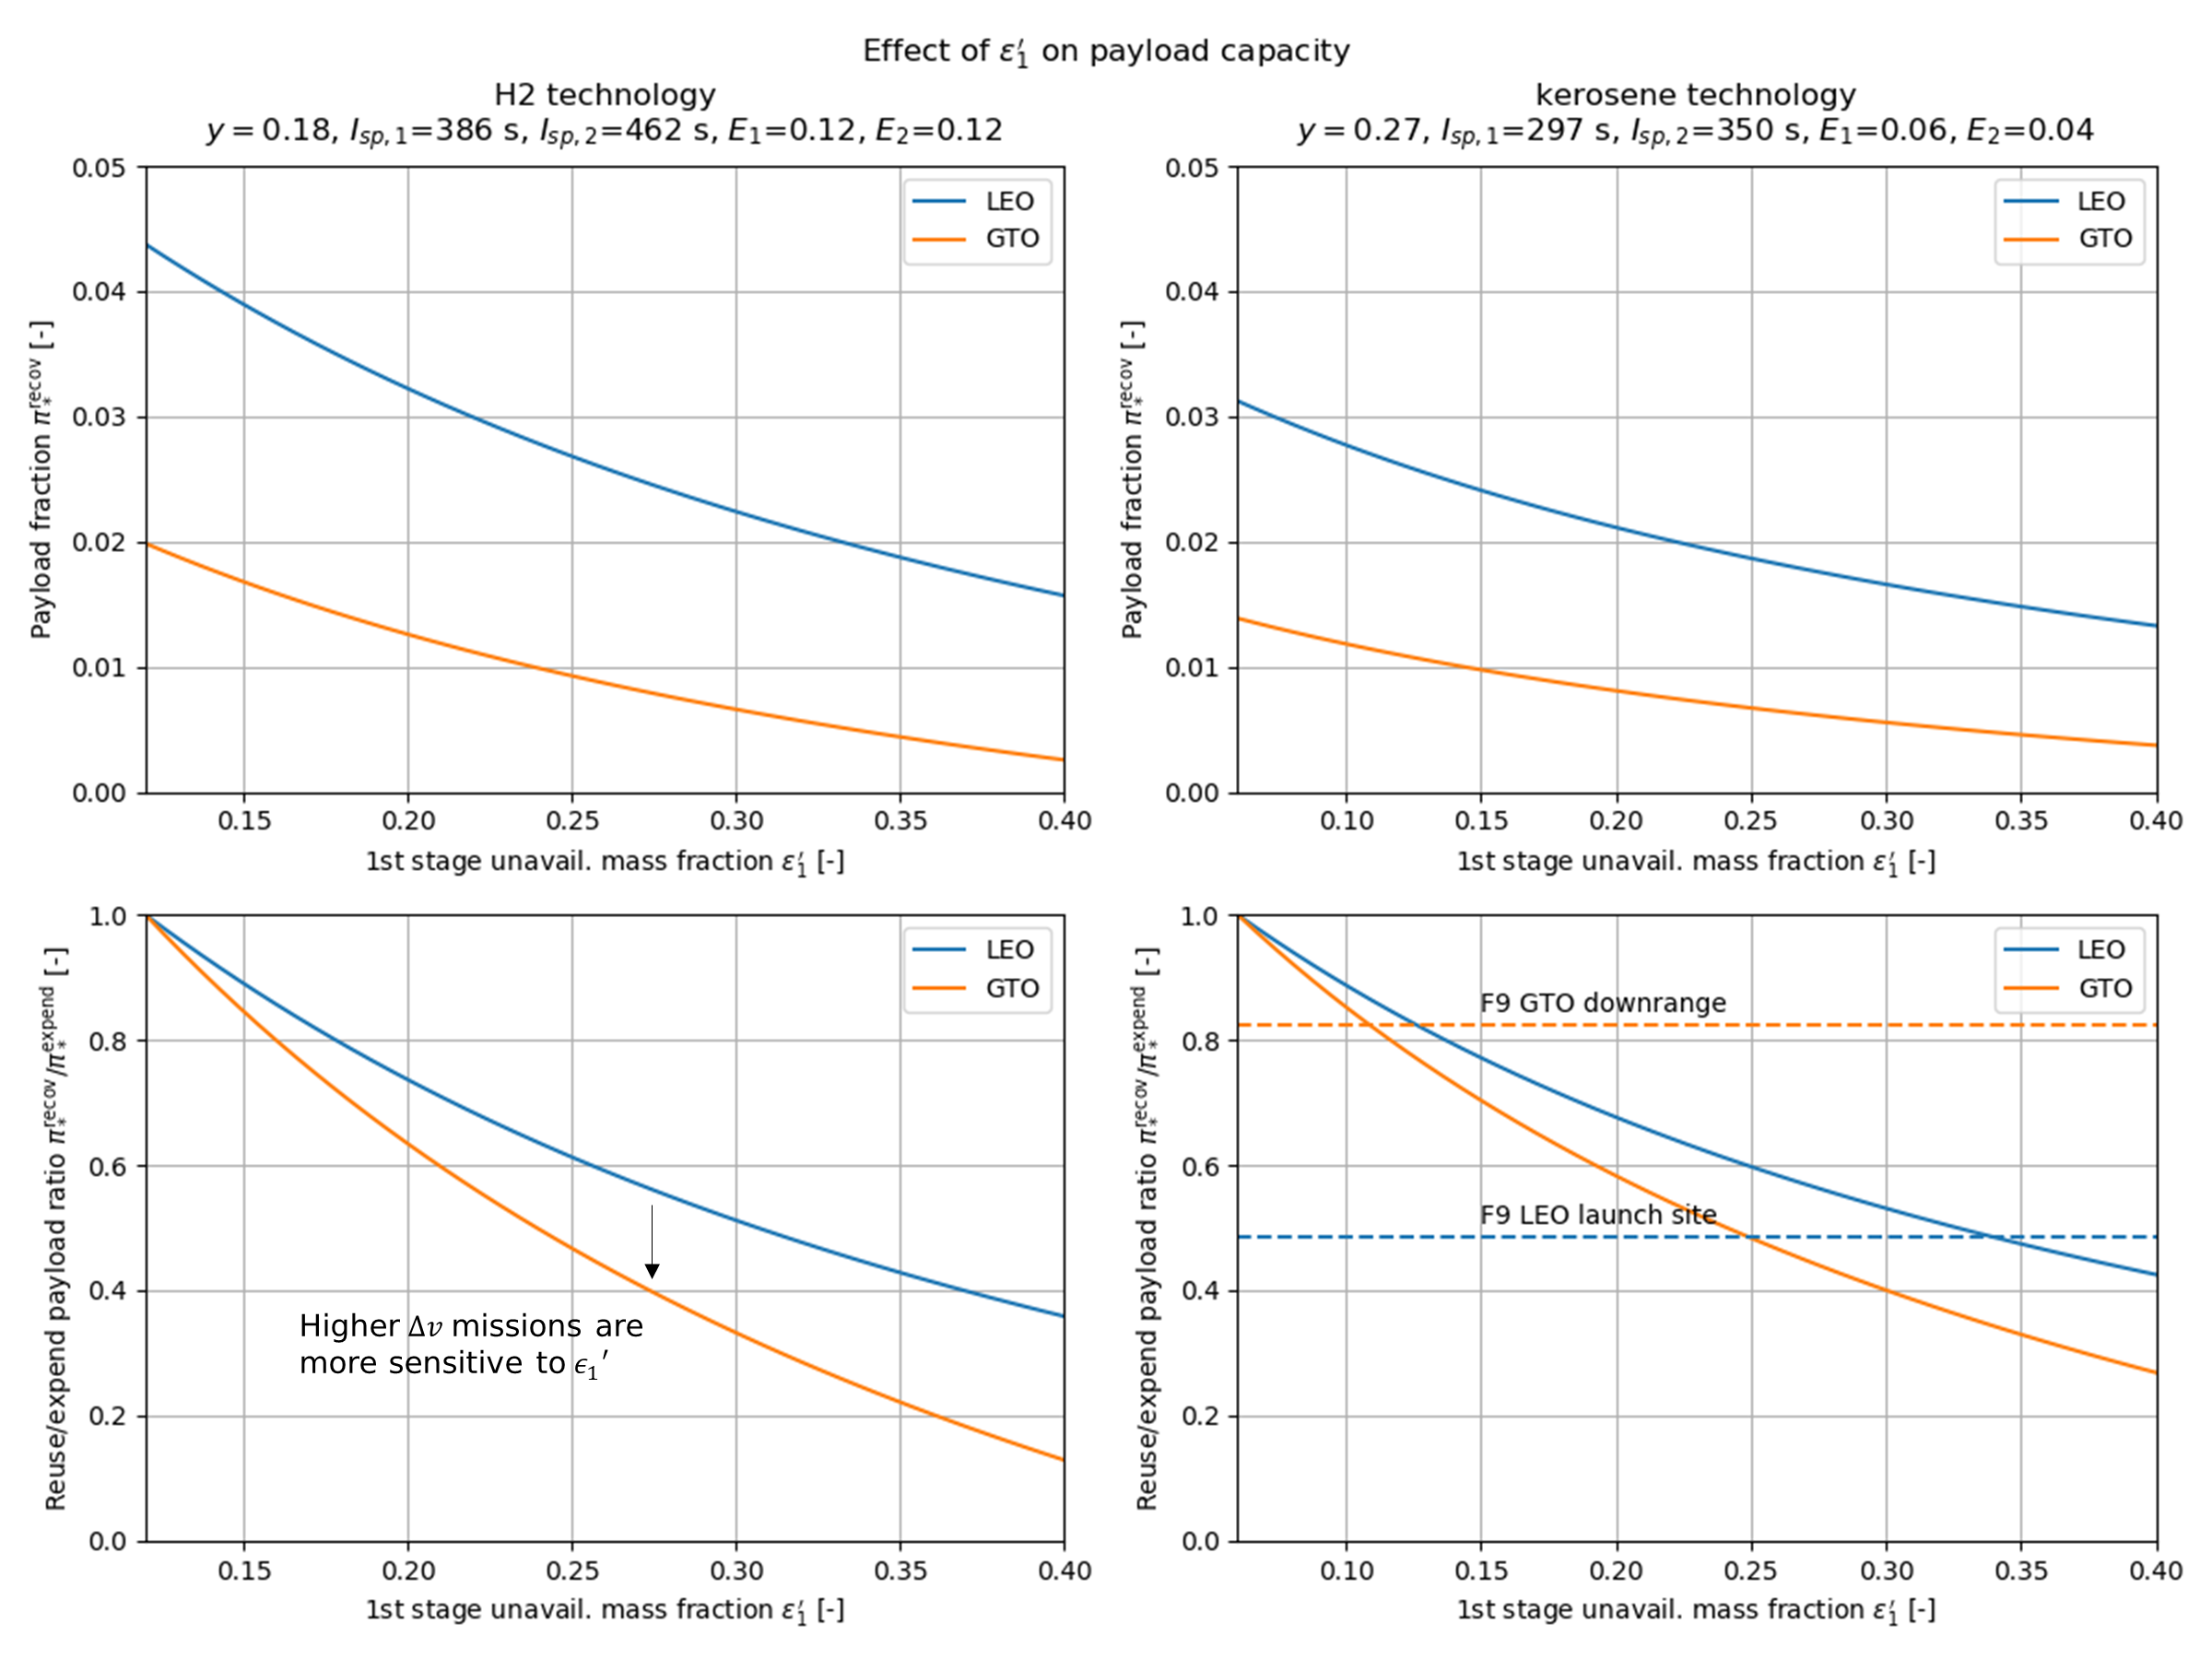 Effect of ε′₁ on payload capacity
H2 technology
y = 0.18, Isp,1=386 s, Isp,2=462 s, E₁=0.12, E₂=0.12
0.05
0.04
0.03
0.02
0.01
0.00
Payload fraction π*^recov [-]
LEO
GTO
0.15 0.20 0.25 0.30 0.35 0.40
1st stage unavail. mass fraction ε′₁ [-]
kerosene technology
y = 0.27, Isp,1=297 s, Isp,2=350 s, E₁=0.06, E₂=0.04
0.05
0.04
0.03
0.02
0.01
0.00
Payload fraction π*^recov [-]
LEO
GTO
0.10 0.15 0.20 0.25 0.30 0.35 0.40
1st stage unavail. mass fraction ε′₁ [-]
1.0
0.8
0.6
0.4
0.2
0.0
Reuse/expend payload ratio π*^recov/π*^expend [-]
LEO
GTO
Higher Δv missions are
more sensitive to ϵ₁′
0.15 0.20 0.25 0.30 0.35 0.40
1st stage unavail. mass fraction ε′₁ [-]
1.0
0.8
0.6
0.4
0.2
0.0
Reuse/expend payload ratio π*^recov/π*^expend [-]
LEO
GTO
F9 GTO downrange
F9 LEO launch site
0.10 0.15 0.20 0.25 0.30 0.35 0.40
1st stage unavail. mass fraction ε′₁ [-]